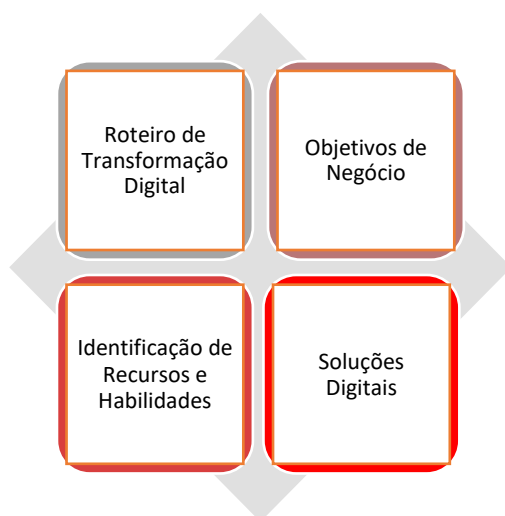 Roteiro de
Transformação
Digital
Objetivos de
Negócio
Identificação de
Recursos e
Habilidades
Soluções
Digitais